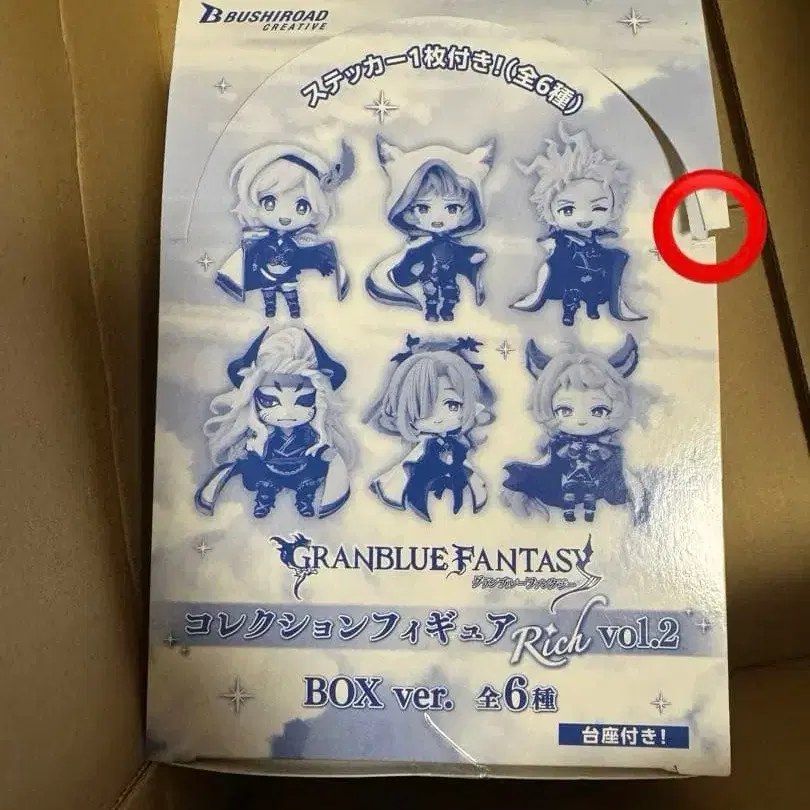 BUSHIROAD
CREATIVE
ステッカー1枚付き!(全6種)
GRANBLUE FANTASY
グランブルーファンタジー
コレクションフィギュア Rich vol.2
BOX ver. 全6種
台座付き!